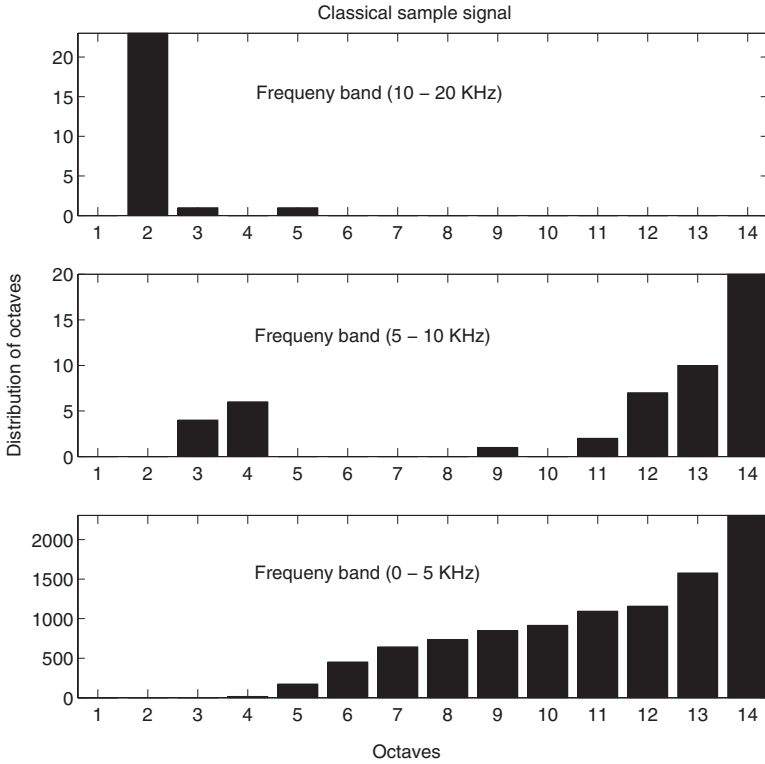 Classical sample signal
Frequeny band (10 – 20 KHz)
20
15
10
5
0
1 2 3 4 5 6 7 8 9 10 11 12 13 14
Distribution of octaves
Frequeny band (5 – 10 KHz)
20
15
10
5
0
1 2 3 4 5 6 7 8 9 10 11 12 13 14
Frequeny band (0 – 5 KHz)
2000
1500
1000
500
0
1 2 3 4 5 6 7 8 9 10 11 12 13 14
Octaves